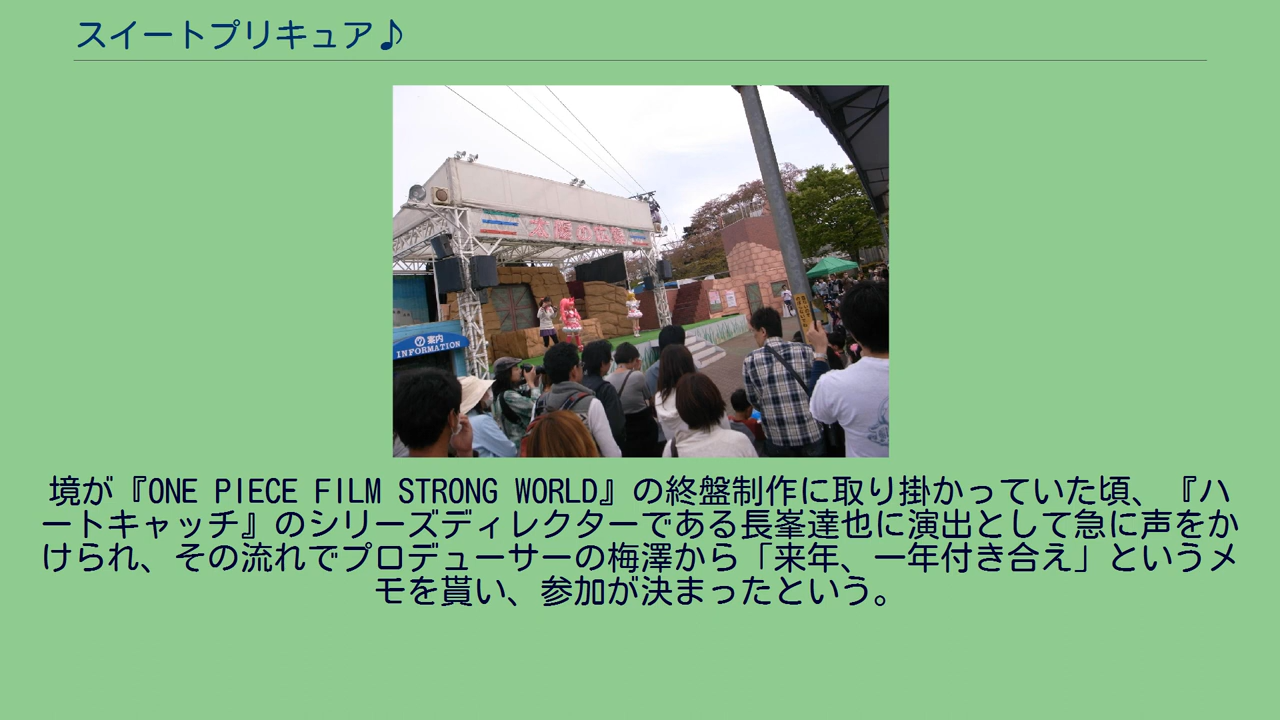 スイートプリキュア♪
案内
INFORMATION
境が『ONE PIECE FILM STRONG WORLD』の終盤制作に取り掛かっていた頃、『ハ
ートキャッチ』のシリーズディレクターである長峯達也に演出として急に声をか
けられ、その流れでプロデューサーの梅澤から「来年、一年付き合え」というメ
モを貰い、参加が決まったという。